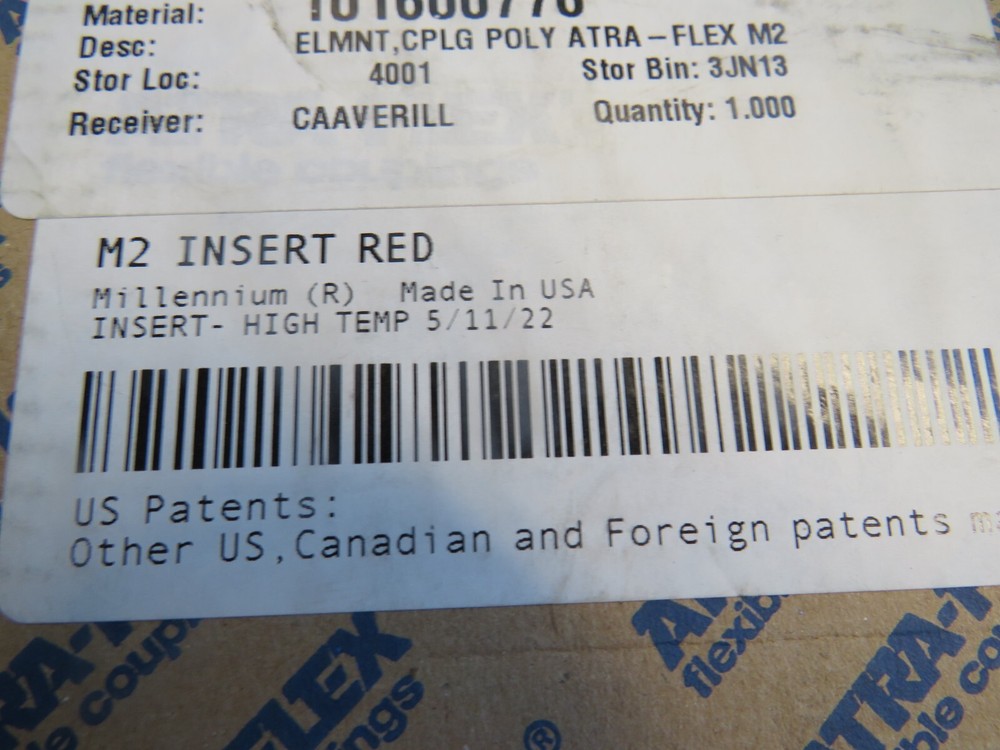 Material:
Desc: ELMNT,CPLG POLY ATRA-FLEX M2
Stor Loc: 4001 Stor Bin: 3JN13
Receiver: CAAVERILL Quantity: 1.000
M2 INSERT RED
Millennium (R) Made In USA
INSERT- HIGH TEMP 5/11/22
US Patents:
Other US,Canadian and Foreign patents
FLEX
flexib
®